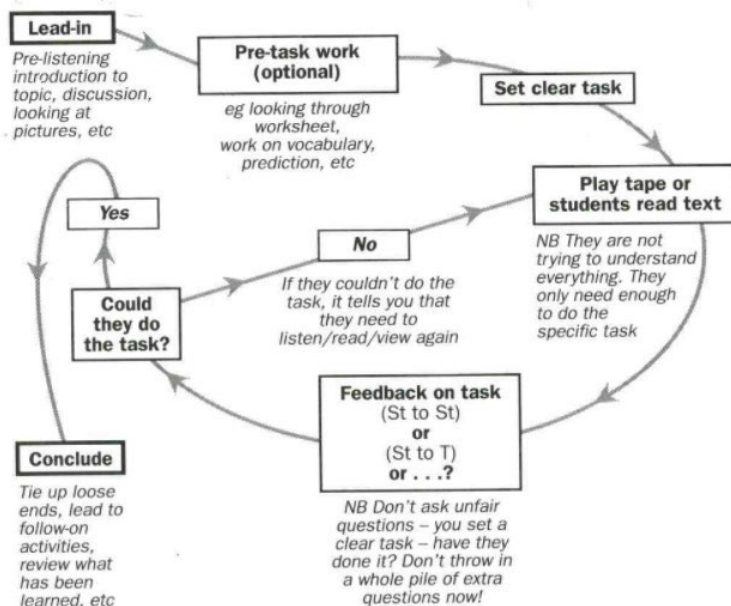 Lead-in
Pre-listening
introduction to
topic, discussion,
looking at
pictures, etc
Pre-task work
(optional)
eg looking through
worksheet,
work on vocabulary,
prediction, etc
Set clear task
Play tape or
students read text
NB They are not
trying to understand
everything. They
only need enough
to do the
specific task
Feedback on task
(St to St)
or
(St to T)
or . . .?
NB Don't ask unfair
questions – you set a
clear task – have they
done it? Don't throw in
a whole pile of extra
questions now!
Could
they do
the task?
No
If they couldn't do the
task, it tells you that
they need to
listen/read/view again
Yes
Conclude
Tie up loose
ends, lead to
follow-on
activities,
review what
has been
learned, etc